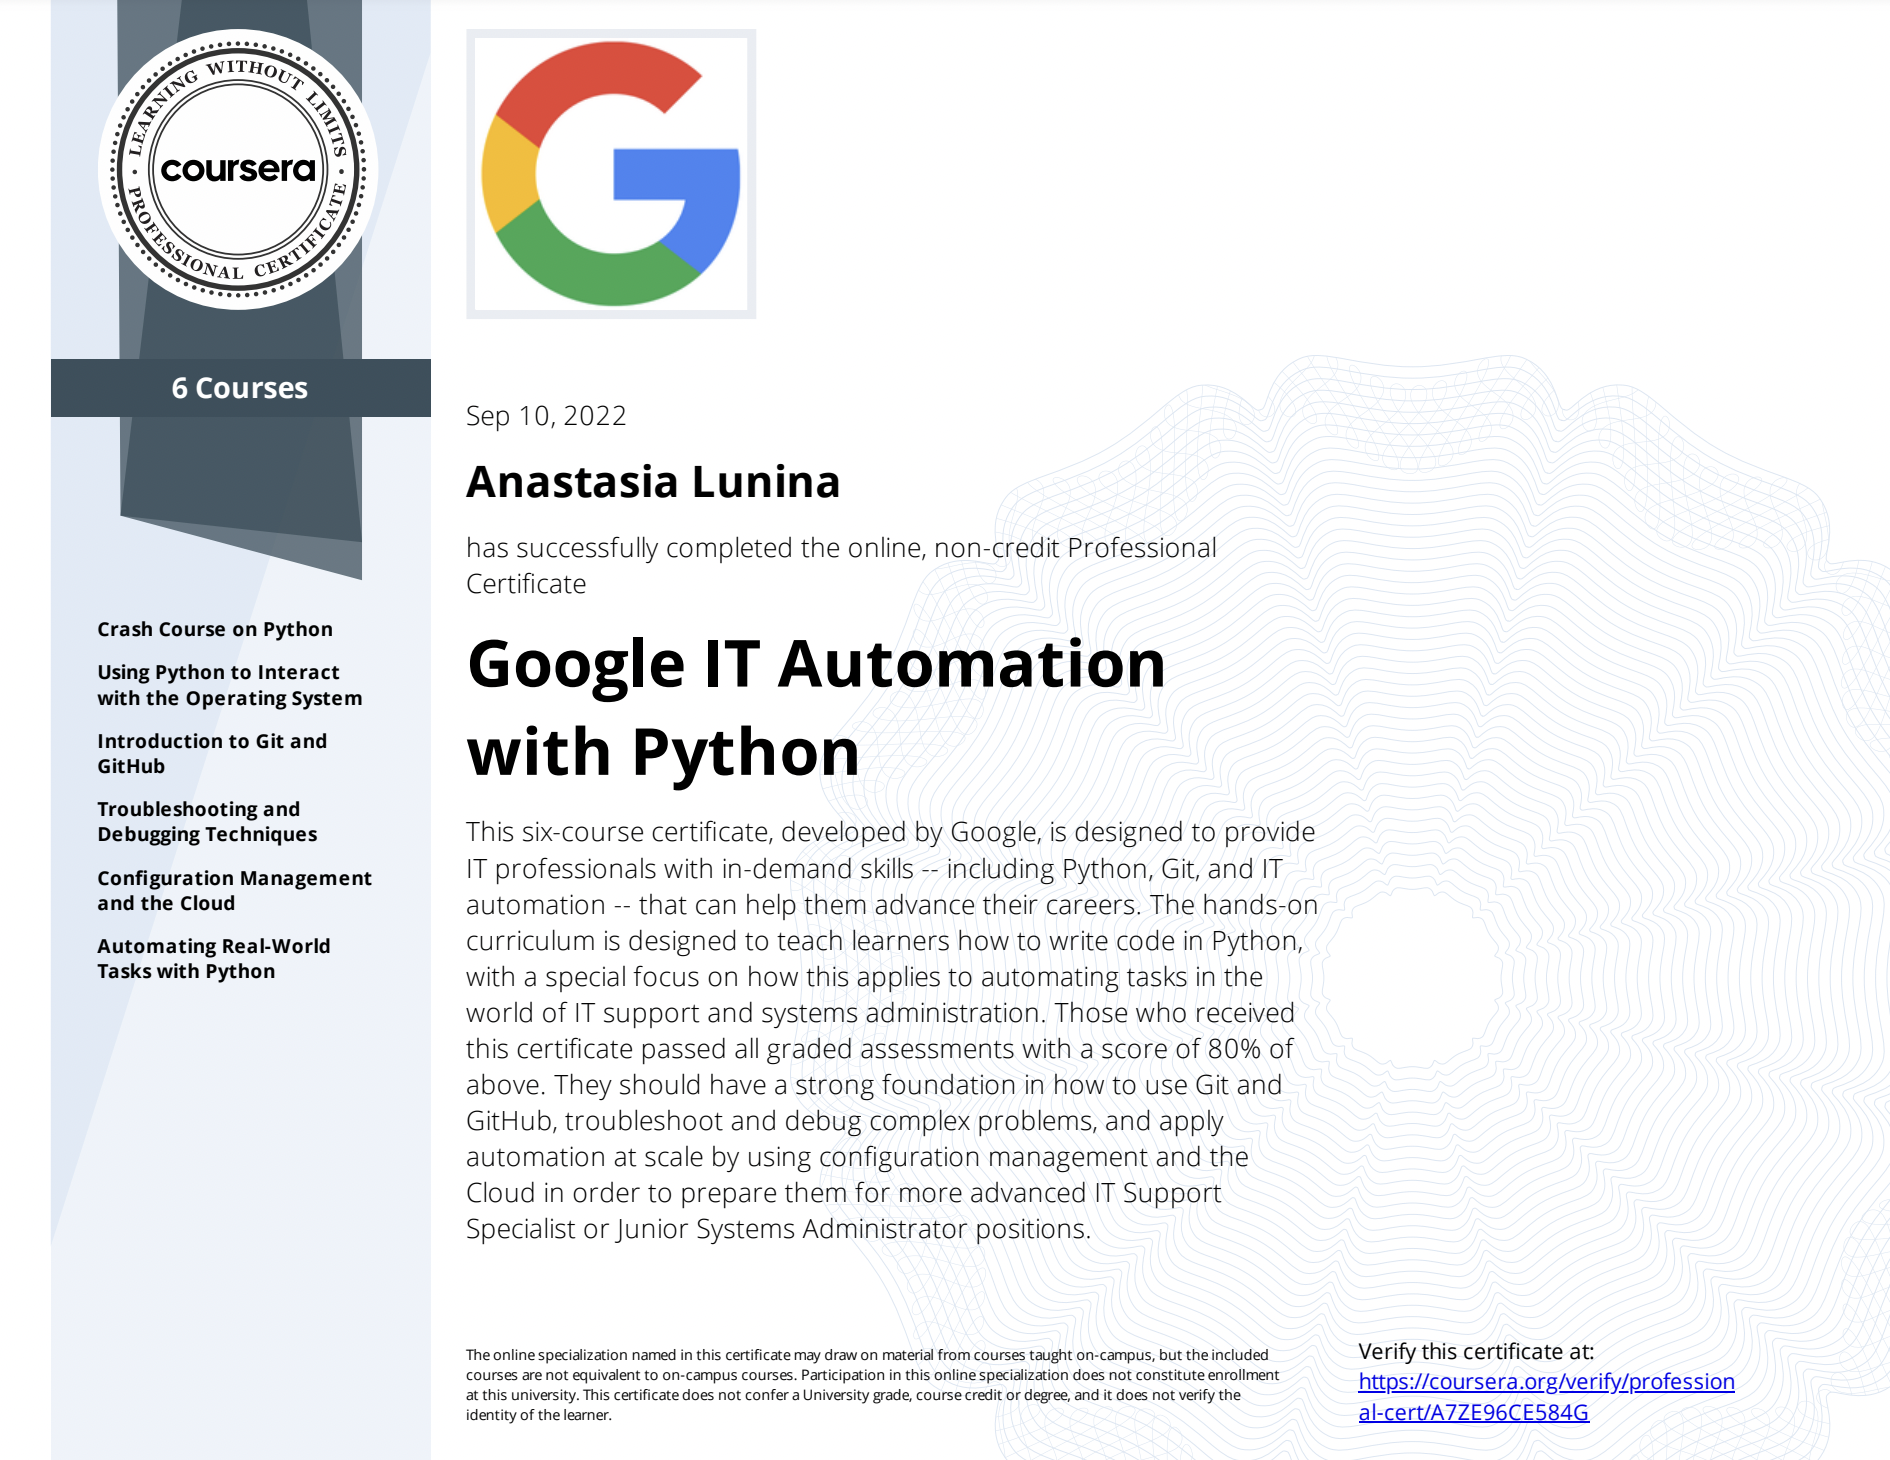 LEARNING WITHOUT LIMITS
coursera
PROFESSIONAL CERTIFICATE
6 Courses
Crash Course on Python
Using Python to Interact
with the Operating System
Introduction to Git and
GitHub
Troubleshooting and
Debugging Techniques
Configuration Management
and the Cloud
Automating Real-World
Tasks with Python
Sep 10, 2022
Anastasia Lunina
has successfully completed the online, non-credit Professional
Certificate
Google IT Automation
with Python
This six-course certificate, developed by Google, is designed to provide
IT professionals with in-demand skills -- including Python, Git, and IT
automation -- that can help them advance their careers. The hands-on
curriculum is designed to teach learners how to write code in Python,
with a special focus on how this applies to automating tasks in the
world of IT support and systems administration. Those who received
this certificate passed all graded assessments with a score of 80% of
above. They should have a strong foundation in how to use Git and
GitHub, troubleshoot and debug complex problems, and apply
automation at scale by using configuration management and the
Cloud in order to prepare them for more advanced IT Support
Specialist or Junior Systems Administrator positions.
The online specialization named in this certificate may draw on material from courses taught on-campus, but the included
courses are not equivalent to on-campus courses. Participation in this online specialization does not constitute enrollment
at this university. This certificate does not confer a University grade, course credit or degree, and it does not verify the
identity of the learner.
Verify this certificate at:
https://coursera.org/verify/profession
al-cert/A7ZE96CE584G